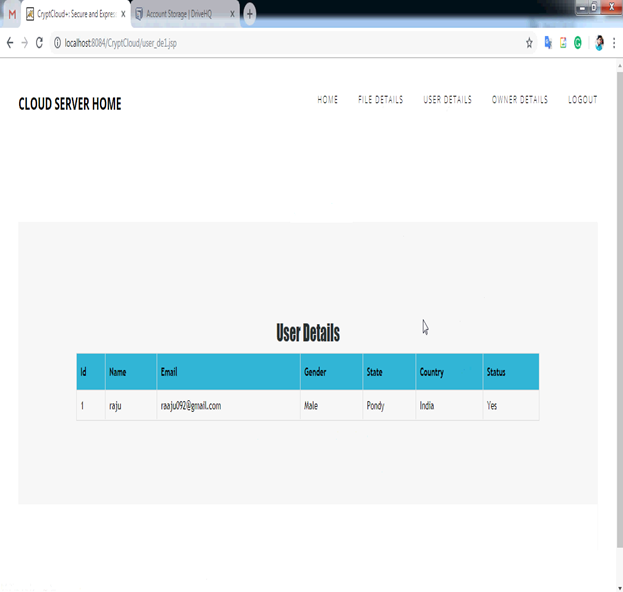 CryptCloud+: Secure and Expres
Account Storage | DriveHQ
localhost:8084/CryptCloud/user_de1.jsp
CLOUD SERVER HOME
HOME FILE DETAILS USER DETAILS OWNER DETAILS LOGOUT
User Details
Id Name Email Gender State Country Status
1 raju raaju092@gmail.com Male Pondy India Yes